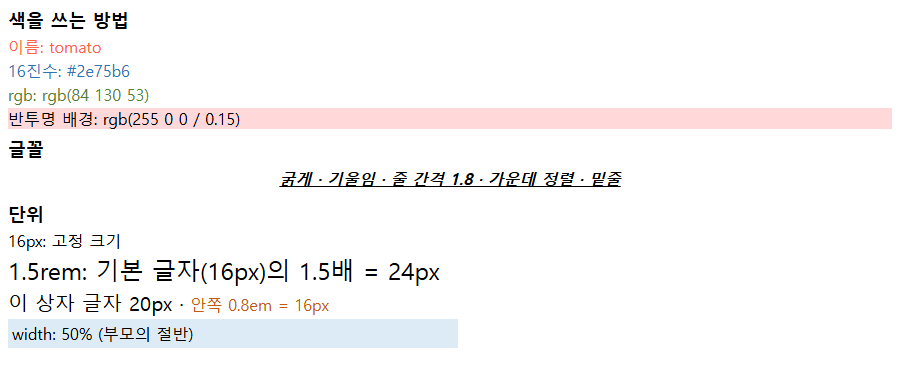 색을 쓰는 방법
이름: tomato
16진수: #2e75b6
rgb: rgb(84 130 53)
반투명 배경: rgb(255 0 0 / 0.15)
글꼴
굵게 · 기울임 · 줄 간격 1.8 · 가운데 정렬 · 밑줄
단위
16px: 고정 크기
1.5rem: 기본 글자(16px)의 1.5배 = 24px
이 상자 글자 20px · 안쪽 0.8em = 16px
width: 50% (부모의 절반)